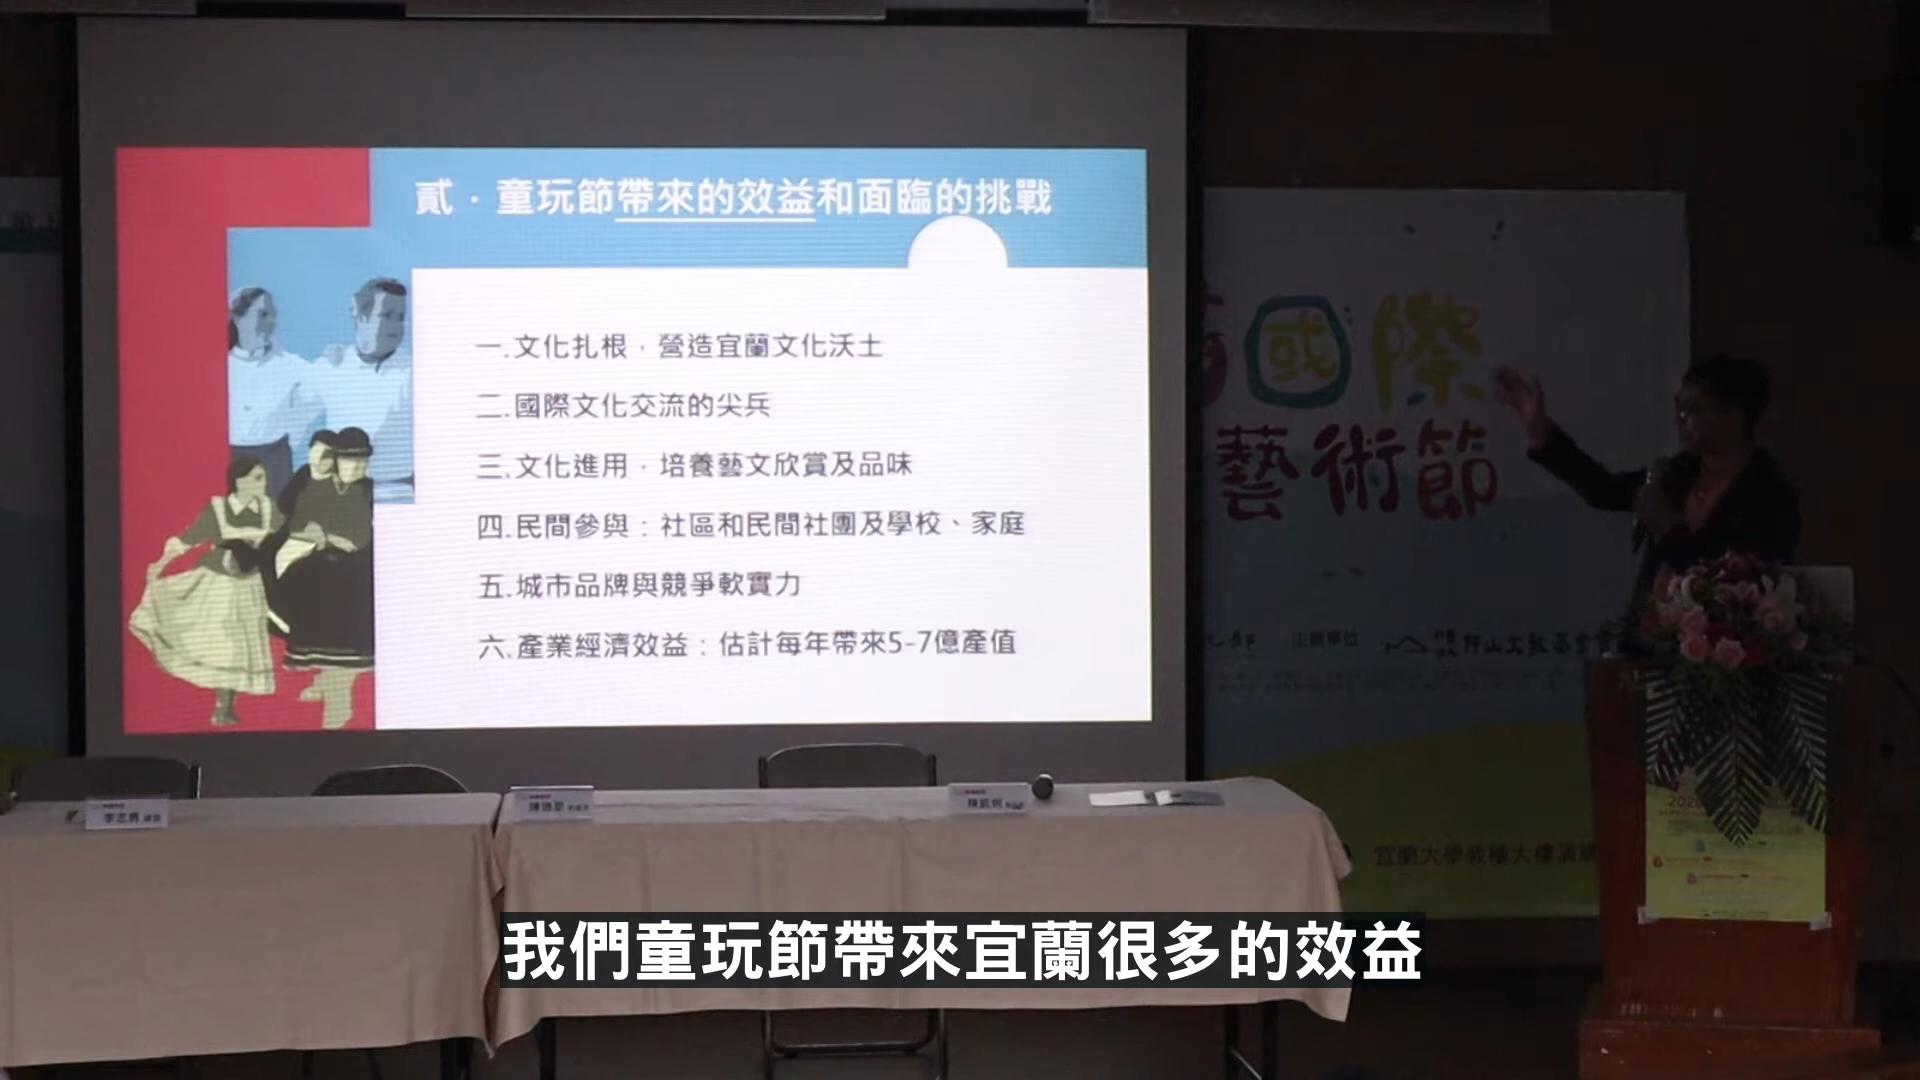 貳．童玩節帶來的效益和面臨的挑戰
一.文化扎根，營造宜蘭文化沃土
二.國際文化交流的尖兵
三.文化進用，培養藝文欣賞及品味
四.民間參與：社區和民間社團及學校、家庭
五.城市品牌與競爭軟實力
六.產業經濟效益：估計每年帶來5-7億產值
國際
藝術節
主辦單位
宜蘭大學教穡大樓演
我們童玩節帶來宜蘭很多的效益